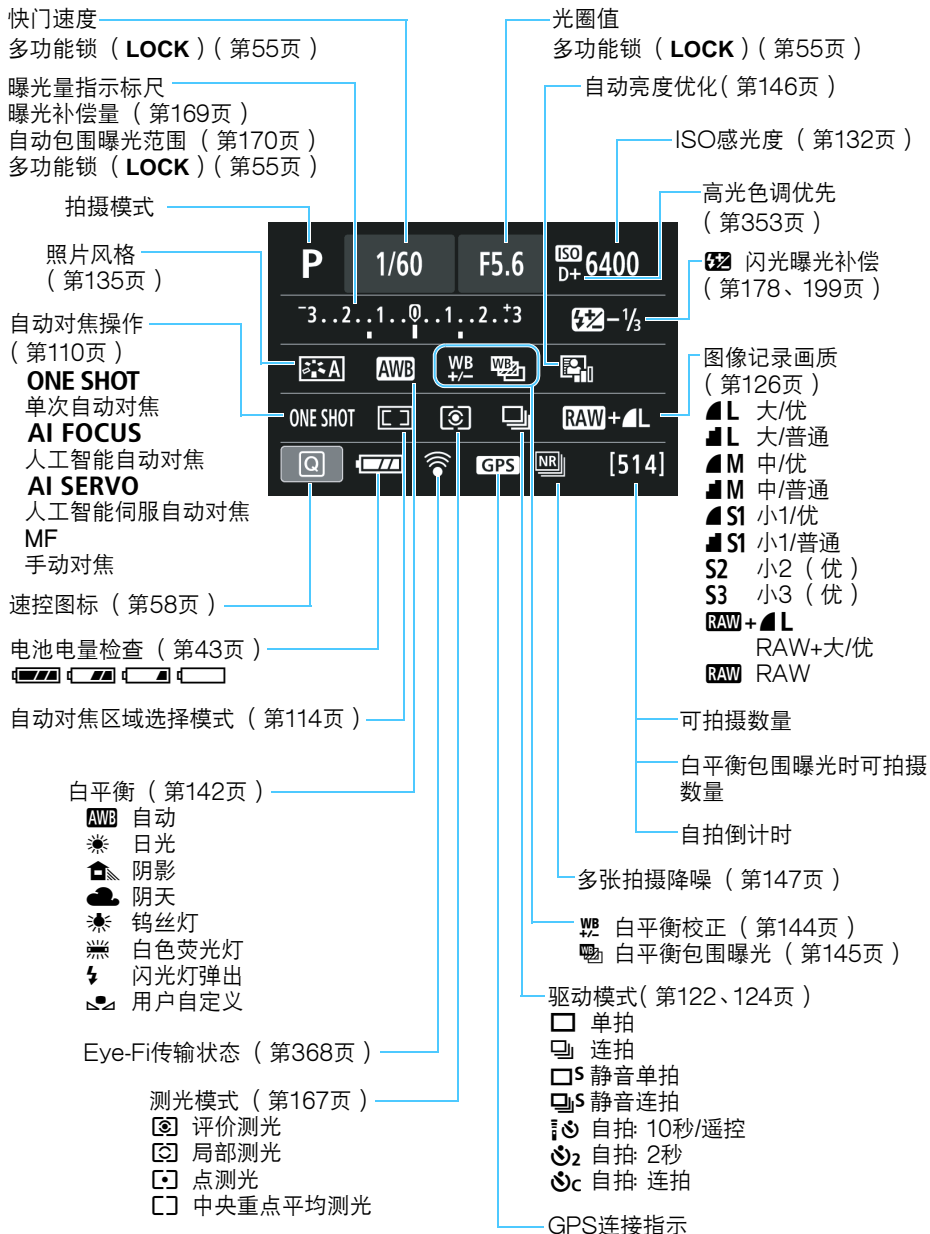 快门速度
多功能锁（LOCK）（第55页）
曝光量指示标尺
曝光补偿量（第169页）
自动包围曝光范围（第170页）
多功能锁（LOCK）（第55页）
拍摄模式
照片风格
（第135页）
自动对焦操作
（第110页）
ONE SHOT
单次自动对焦
AI FOCUS
人工智能自动对焦
AI SERVO
人工智能伺服自动对焦
MF
手动对焦
速控图标（第58页）
电池电量检查（第43页）
自动对焦区域选择模式（第114页）
白平衡（第142页）
AWB 自动
日光
阴影
阴天
钨丝灯
白色荧光灯
闪光灯弹出
用户自定义
Eye-Fi传输状态（第368页）
测光模式（第167页）
评价测光
局部测光
点测光
中央重点平均测光
P 1/60 F5.6 ISO D+ 6400
-3..2..1..0..1..2.+3 -1/3
A AWB WB +/- WB
ONE SHOT RAW+L
Q GPS NR [514]
光圈值
多功能锁（LOCK）（第55页）
自动亮度优化（第146页）
ISO感光度（第132页）
高光色调优先
（第353页）
闪光曝光补偿
（第178、199页）
图像记录画质
（第126页）
L 大/优
L 大/普通
M 中/优
M 中/普通
S1 小1/优
S1 小1/普通
S2 小2（优）
S3 小3（优）
RAW+L
RAW+大/优
RAW RAW
可拍摄数量
白平衡包围曝光时可拍摄
数量
自拍倒计时
多张拍摄降噪（第147页）
WB +/- 白平衡校正（第144页）
WB 白平衡包围曝光（第145页）
驱动模式（第122、124页）
单拍
连拍
S 静音单拍
S 静音连拍
自拍: 10秒/遥控
2 自拍: 2秒
C 自拍: 连拍
GPS连接指示